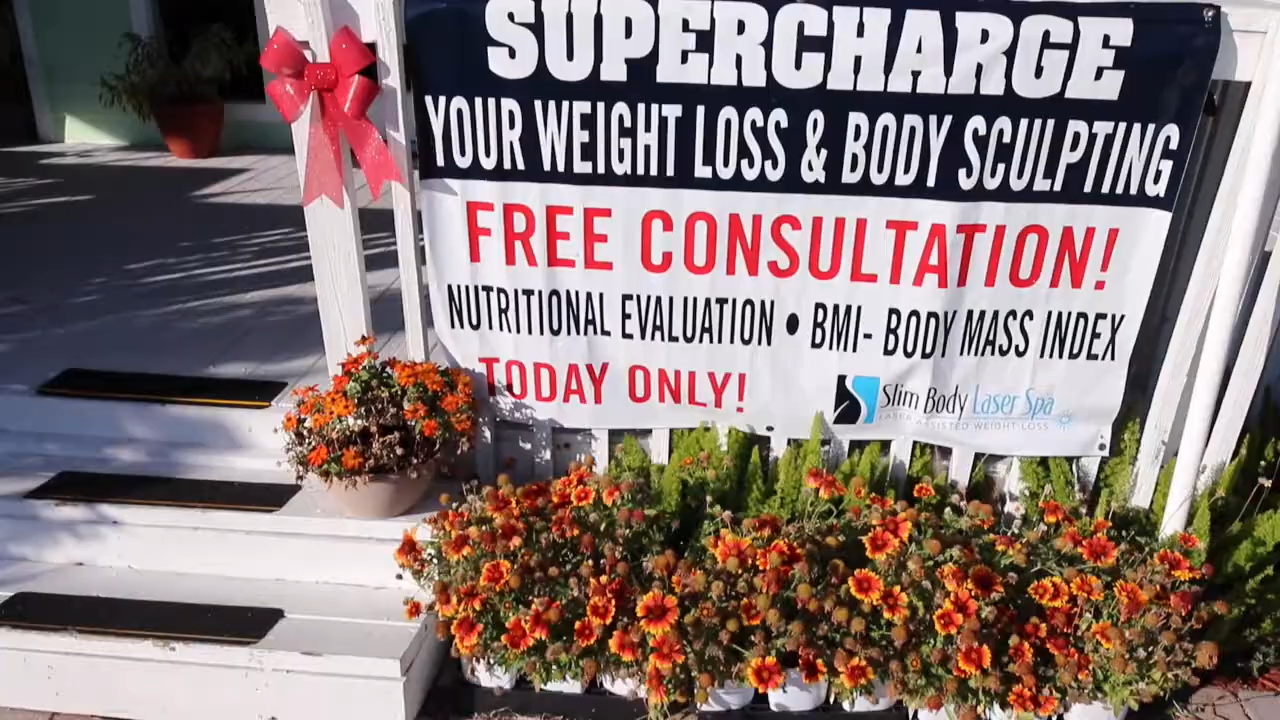 SUPERCHARGE
YOUR WEIGHT LOSS & BODY SCULPTING
FREE CONSULTATION!
NUTRITIONAL EVALUATION • BMI- BODY MASS INDEX
TODAY ONLY!
Slim Body Laser Spa
LASER ASSISTED WEIGHT LOSS